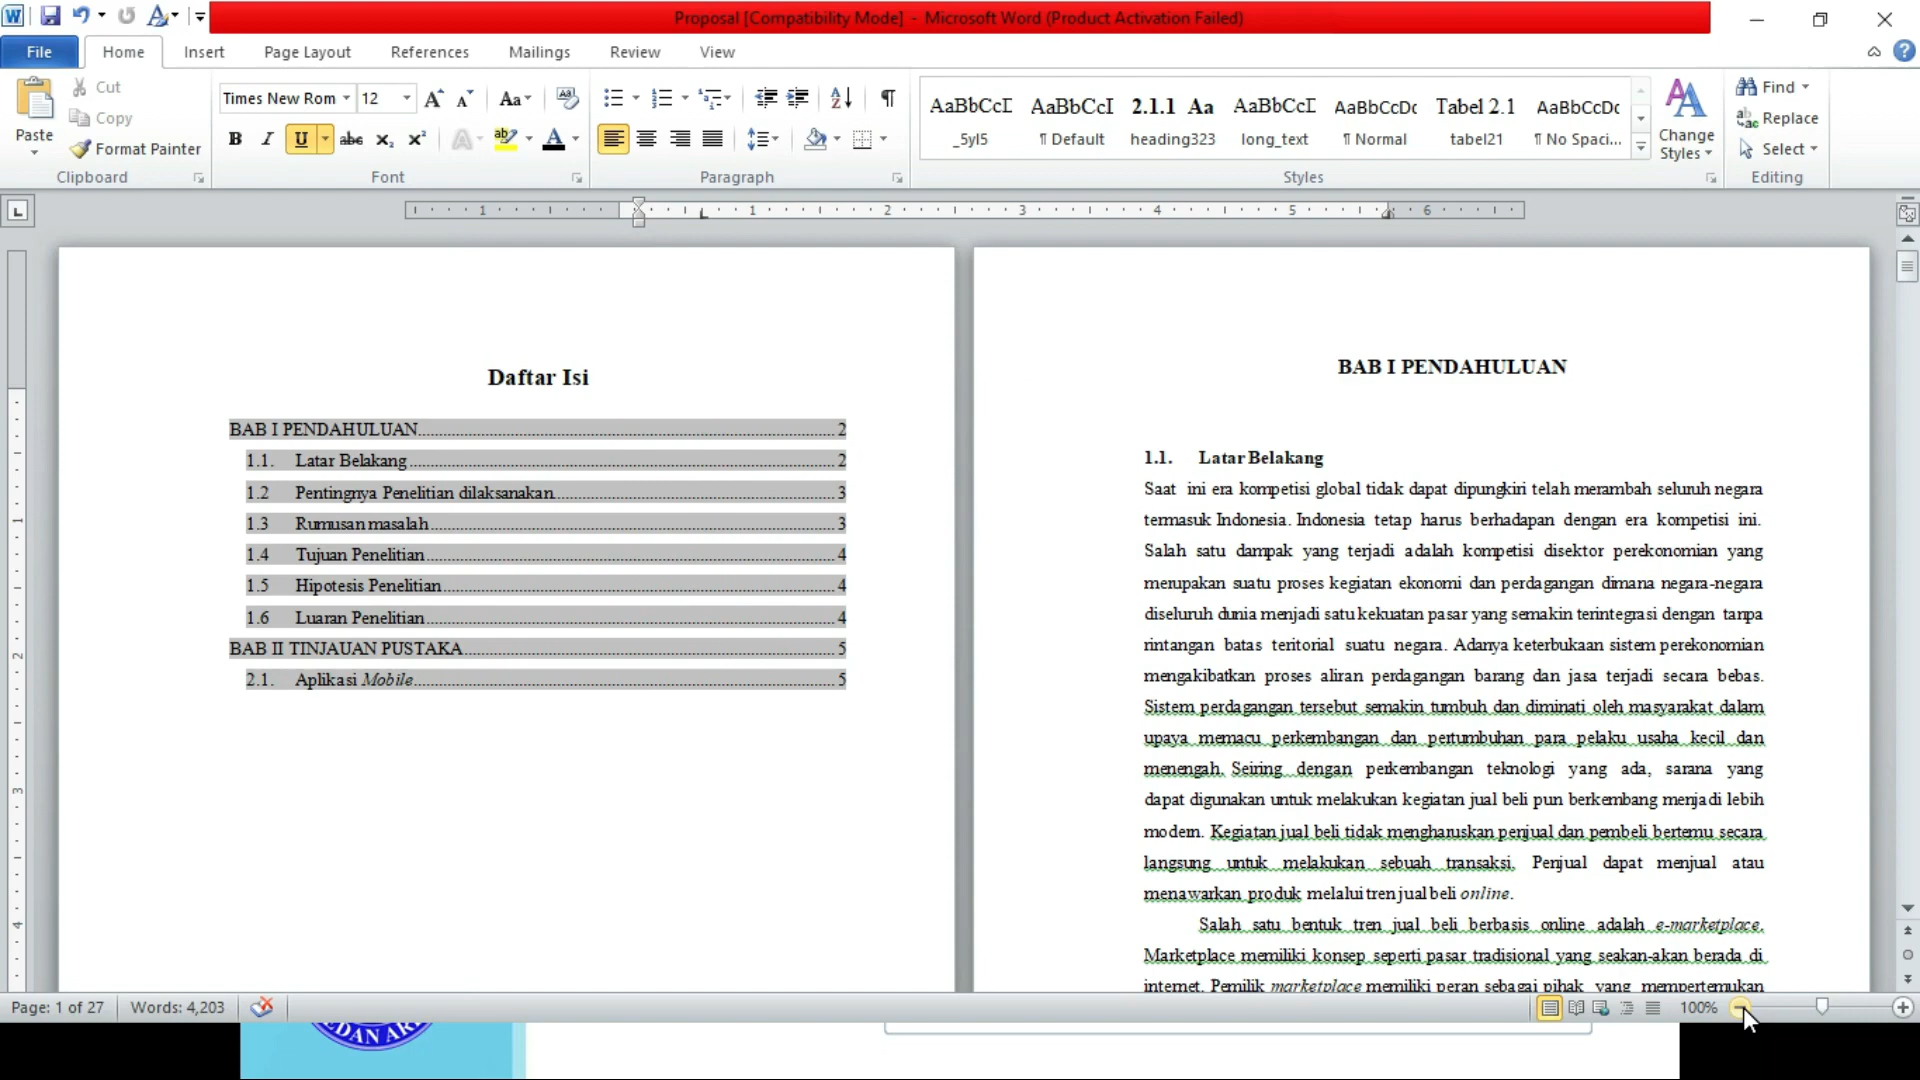 Proposal [Compatibility Mode] - Microsoft Word (Product Activation Failed)
File Home Insert Page Layout References Mailings Review View
Paste
Cut
Copy
Format Painter
Clipboard
Times New Rom 12
Font
Paragraph
AaBbCcI AaBbCcI 2.1.1 Aa AaBbCcI AaBbCcDc Tabel 2.1 AaBbCcDc
_5yl5 ¶ Default heading323 long_text ¶ Normal tabel21 ¶ No Spaci...
Change
Styles
Styles
Find
Replace
Select
Editing
1 1 2 3 4 5 6
Daftar Isi
BAB I PENDAHULUAN 2
1.1. Latar Belakang 2
1.2 Pentingnya Penelitian dilaksanakan 3
1.3 Rumusan masalah 3
1.4 Tujuan Penelitian 4
1.5 Hipotesis Penelitian 4
1.6 Luaran Penelitian 4
BAB II TINJAUAN PUSTAKA 5
2.1. Aplikasi Mobile 5
BAB I PENDAHULUAN
1.1. Latar Belakang
Saat ini era kompetisi global tidak dapat dipungkiri telah merambah seluruh negara
termasuk Indonesia. Indonesia tetap harus berhadapan dengan era kompetisi ini.
Salah satu dampak yang terjadi adalah kompetisi disektor perekonomian yang
merupakan suatu proses kegiatan ekonomi dan perdagangan dimana negara-negara
diseluruh dunia menjadi satu kekuatan pasar yang semakin terintegrasi dengan tanpa
rintangan batas teritorial suatu negara. Adanya keterbukaan sistem perekonomian
mengakibatkan proses aliran perdagangan barang dan jasa terjadi secara bebas.
Sistem perdagangan tersebut semakin tumbuh dan diminati oleh masyarakat dalam
upaya memacu perkembangan dan pertumbuhan para pelaku usaha kecil dan
menengah. Seiring dengan perkembangan teknologi yang ada, sarana yang
dapat digunakan untuk melakukan kegiatan jual beli pun berkembang menjadi lebih
modern. Kegiatan jual beli tidak mengharuskan penjual dan pembeli bertemu secara
langsung untuk melakukan sebuah transaksi. Penjual dapat menjual atau
menawarkan produk melalui tren jual beli online.
Salah satu bentuk tren jual beli berbasis online adalah e-marketplace.
Marketplace memiliki konsep seperti pasar tradisional yang seakan-akan berada di
internet. Pemilik marketplace memiliki peran sebagai pihak yang mempertemukan
Page: 1 of 27 Words: 4,203 100%